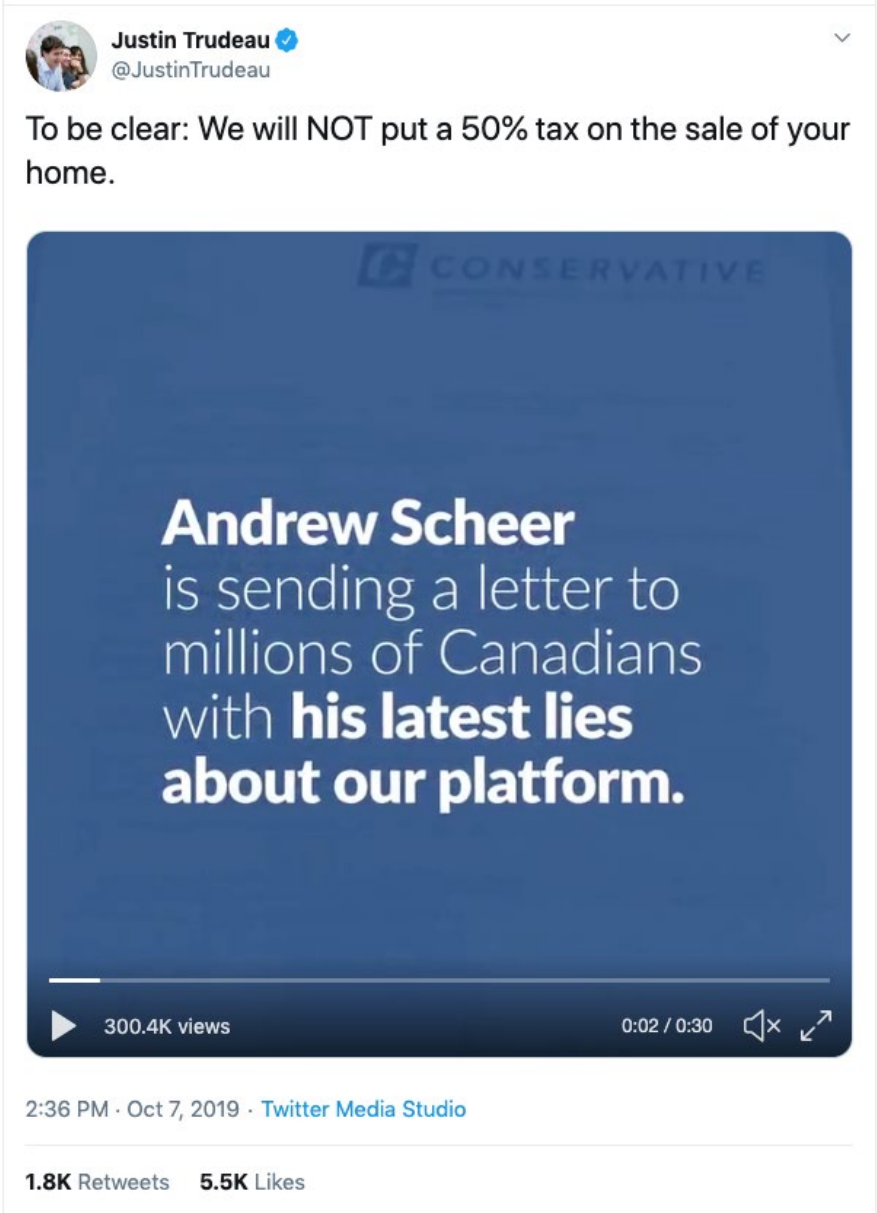 Justin Trudeau
@JustinTrudeau
To be clear: We will NOT put a 50% tax on the sale of your
home.
CONSERVATIVE
Andrew Scheer
is sending a letter to
millions of Canadians
with his latest lies
about our platform.
300.4K views
0:02 / 0:30
2:36 PM · Oct 7, 2019 · Twitter Media Studio
1.8K Retweets 5.5K Likes